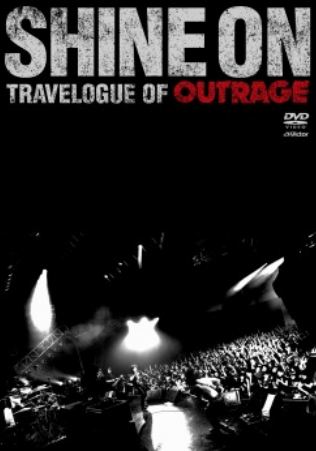 SHINE ON
TRAVELOGUE OF OUTRAGE
DVD
VIDEO
Victor